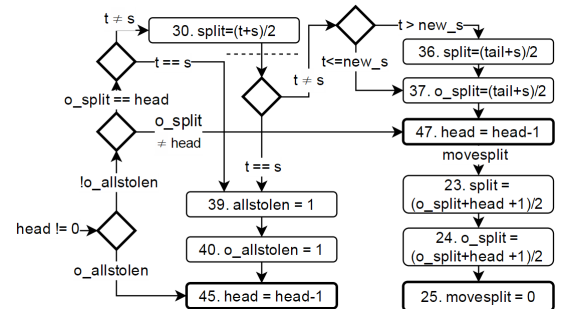 t ≠ s
30. split=(t+s)/2
t > new_s
36. split=(tail+s)/2
t == s
t ≠ s
t<=new_s
37. o_split=(tail+s)/2
o_split == head
o_split
≠ head
47. head = head-1
movesplit
!o_allstolen
t == s
23. split =
(o_split+head +1)/2
39. allstolen = 1
head != 0
24. o_split =
(o_split+head +1)/2
40. o_allstolen = 1
o_allstolen
45. head = head-1
25. movesplit = 0